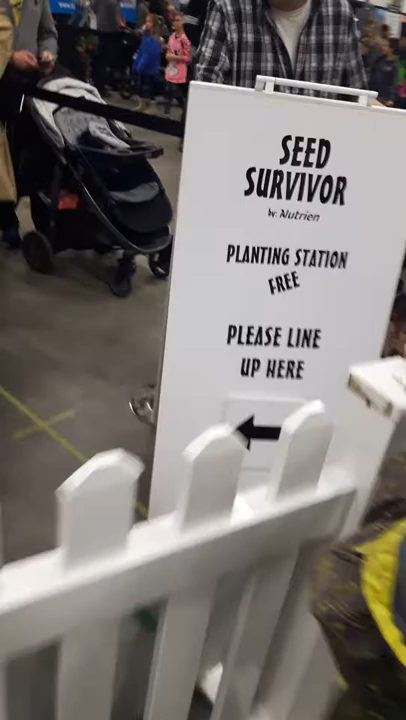 SEED
SURVIVOR
by: Nutrien
PLANTING STATION
FREE
PLEASE LINE
UP HERE